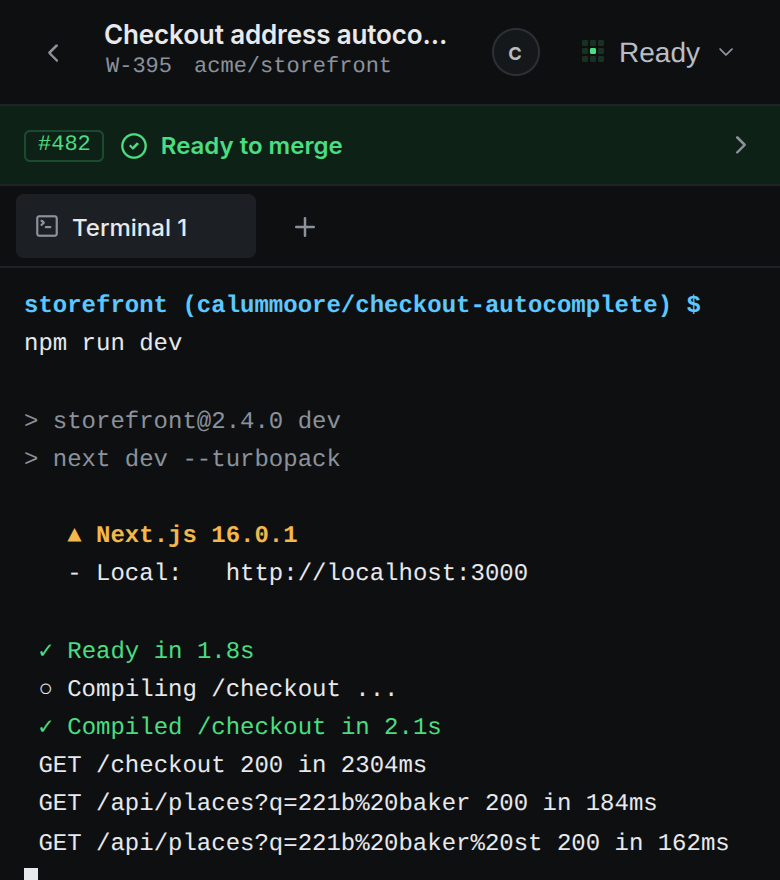 Checkout address autoco...
W-395 acme/storefront
C
Ready
#482 Ready to merge
Terminal 1
storefront (calummoore/checkout-autocomplete) $
npm run dev
> storefront@2.4.0 dev
> next dev --turbopack
▲ Next.js 16.0.1
- Local: http://localhost:3000
✓ Ready in 1.8s
○ Compiling /checkout ...
✓ Compiled /checkout in 2.1s
GET /checkout 200 in 2304ms
GET /api/places?q=221b%20baker 200 in 184ms
GET /api/places?q=221b%20baker%20st 200 in 162ms